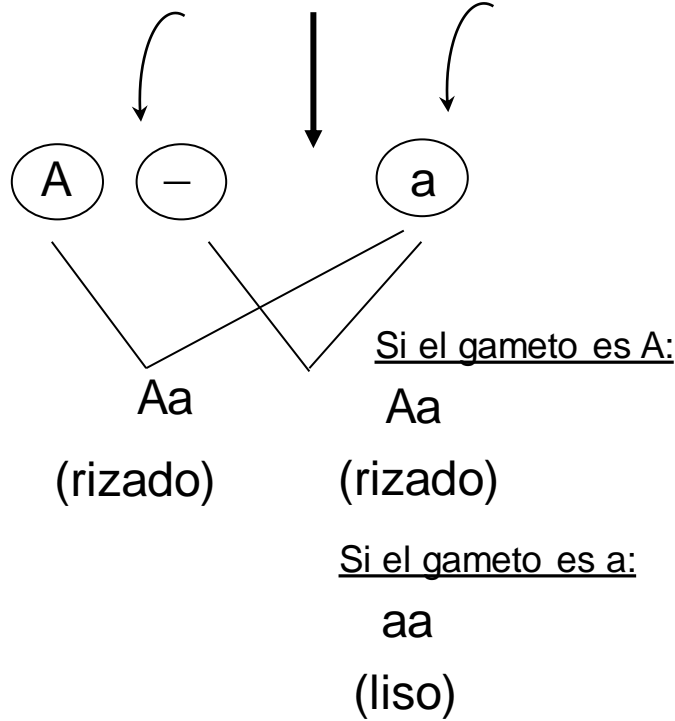 A – a
Si el gameto es A:
Aa Aa
(rizado) (rizado)
Si el gameto es a:
aa
(liso)